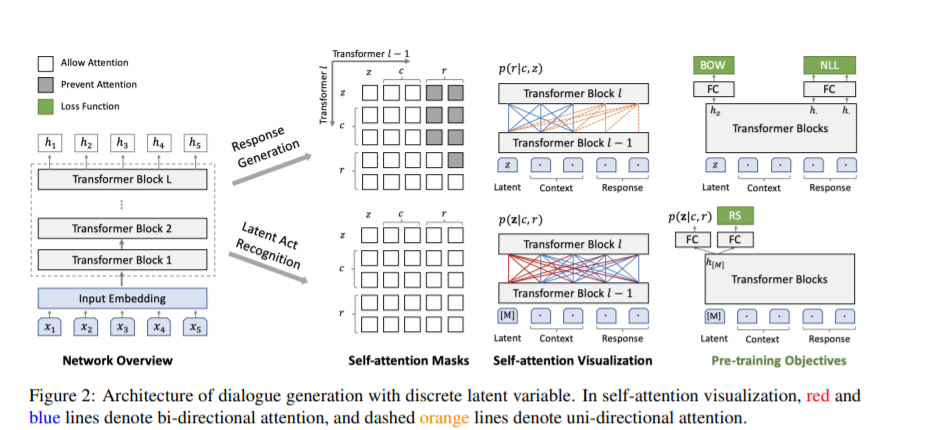 Allow Attention
Prevent Attention
Loss Function
h1 h2 h3 h4 h5
Transformer Block L
⋮
Transformer Block 2
Transformer Block 1
Input Embedding
x1 x2 x3 x4 x5
Network Overview
Response Generation
Latent Act Recognition
Transformer l − 1
Transformer l
z c r
z
c
r
z c r
z
c
r
Self-attention Masks
p(r|c, z)
Transformer Block l
Transformer Block l − 1
z · · · ·
Latent Context Response
p(z|c, r)
Transformer Block l
Transformer Block l − 1
[M] · · · ·
Latent Context Response
Self-attention Visualization
BOW NLL
FC FC
hz h. h.
Transformer Blocks
z · · · ·
Latent Context Response
p(z|c, r) RS
FC FC
h[M]
Transformer Blocks
[M] · · · ·
Latent Context Response
Pre-training Objectives
Figure 2: Architecture of dialogue generation with discrete latent variable. In self-attention visualization, red and
blue lines denote bi-directional attention, and dashed orange lines denote uni-directional attention.